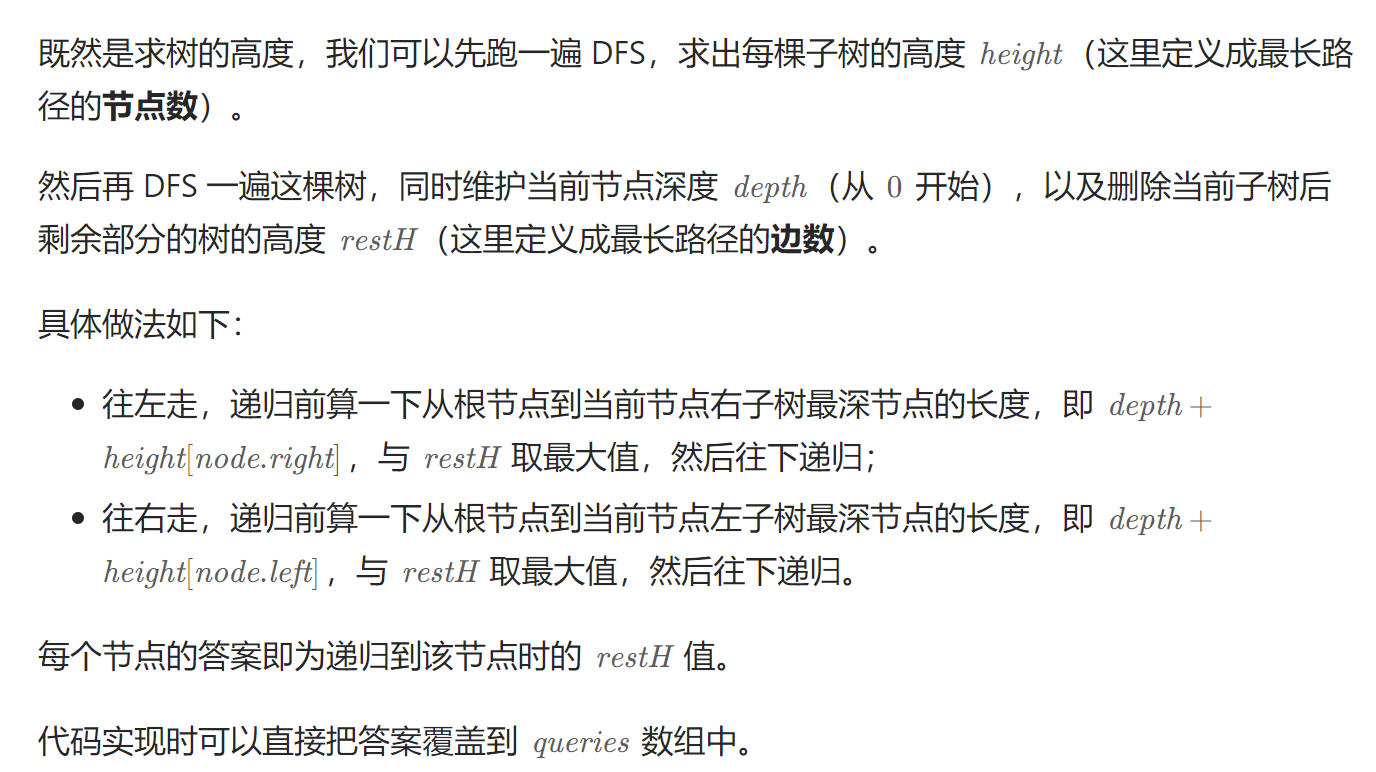 既然是求树的高度，我们可以先跑一遍 DFS，求出每棵子树的高度 height（这里定义成最长路
径的节点数）。
然后再 DFS 一遍这棵树，同时维护当前节点深度 depth（从 0 开始），以及删除当前子树后
剩余部分的树的高度 restH（这里定义成最长路径的边数）。
具体做法如下：
• 往左走，递归前算一下从根节点到当前节点右子树最深节点的长度，即 depth +
height[node.right]，与 restH 取最大值，然后往下递归；
• 往右走，递归前算一下从根节点到当前节点左子树最深节点的长度，即 depth +
height[node.left]，与 restH 取最大值，然后往下递归。
每个节点的答案即为递归到该节点时的 restH 值。
代码实现时可以直接把答案覆盖到 queries 数组中。